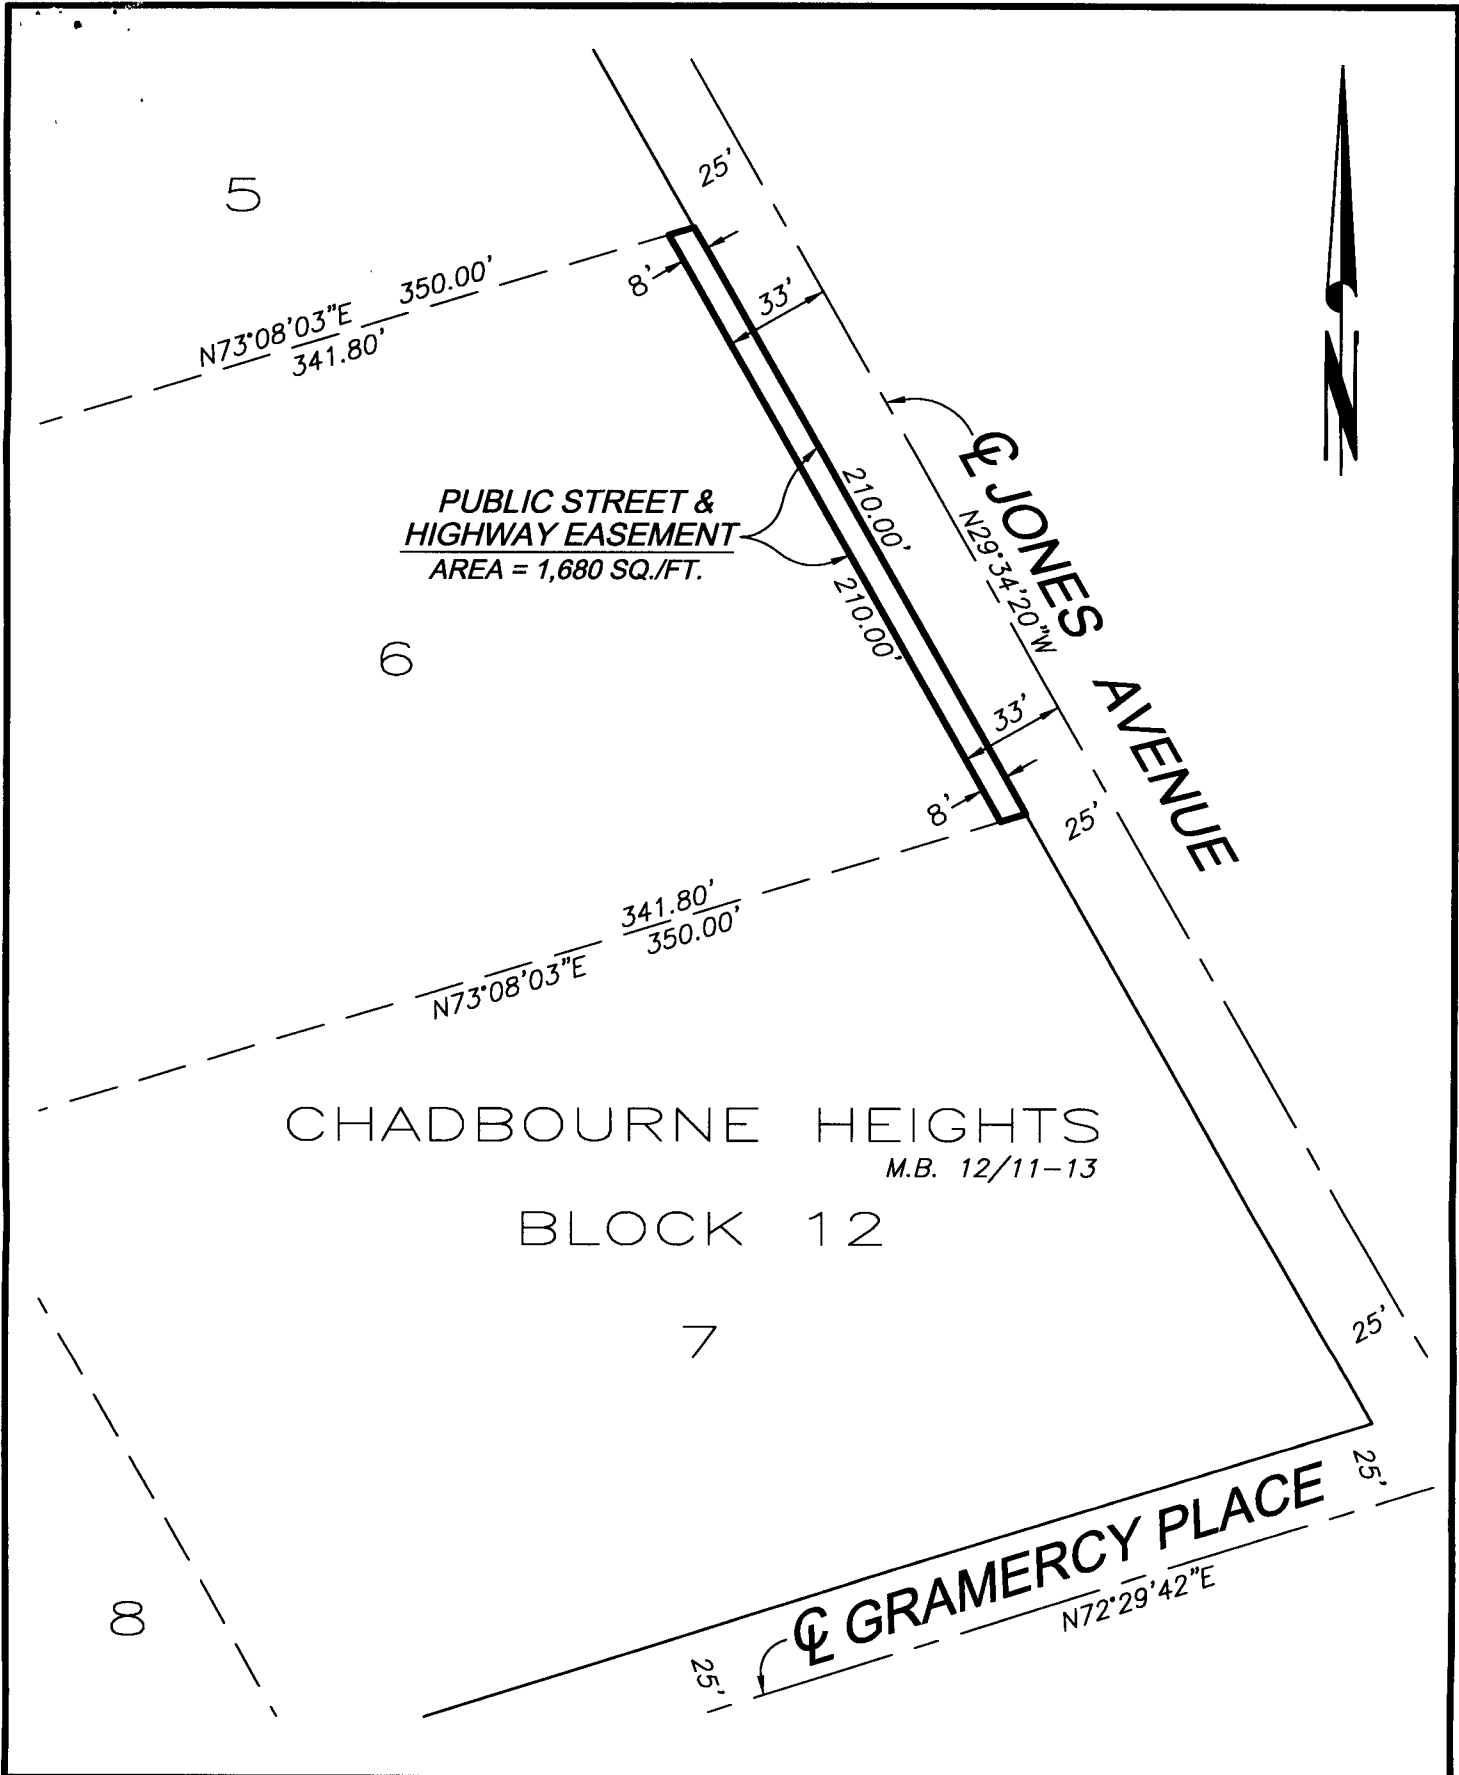 25'
5
8'
33'
N73°08'03"E 350.00'
341.80'
N
℄ JONES AVENUE
N29°34'20"W
PUBLIC STREET &
HIGHWAY EASEMENT
AREA = 1,680 SQ./FT.
210.00'
210.00'
6
33'
8'
25'
341.80'
N73°08'03"E 350.00'
CHADBOURNE HEIGHTS
M.B. 12/11-13
BLOCK 12
7
25'
25'
℄ GRAMERCY PLACE
N72°29'42"E
8
25'